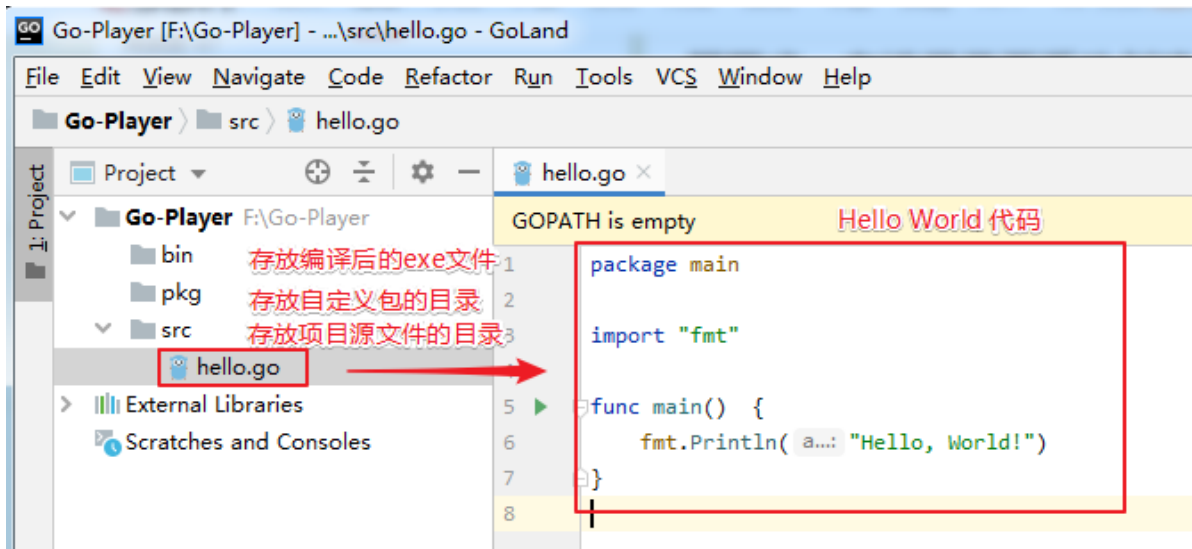 GO Go-Player [F:\Go-Player] - ...\src\hello.go - GoLand
File Edit View Navigate Code Refactor Run Tools VCS Window Help
Go-Player src hello.go
1: Project
Project
hello.go
Go-Player F:\Go-Player
GOPATH is empty
Hello World 代码
bin 存放编译后的exe文件
pkg 存放自定义包的目录
src 存放项目源文件的目录
hello.go
External Libraries
Scratches and Consoles
1 package main
2
3 import "fmt"
5 func main() {
6 fmt.Println( a...: "Hello, World!")
7 }
8